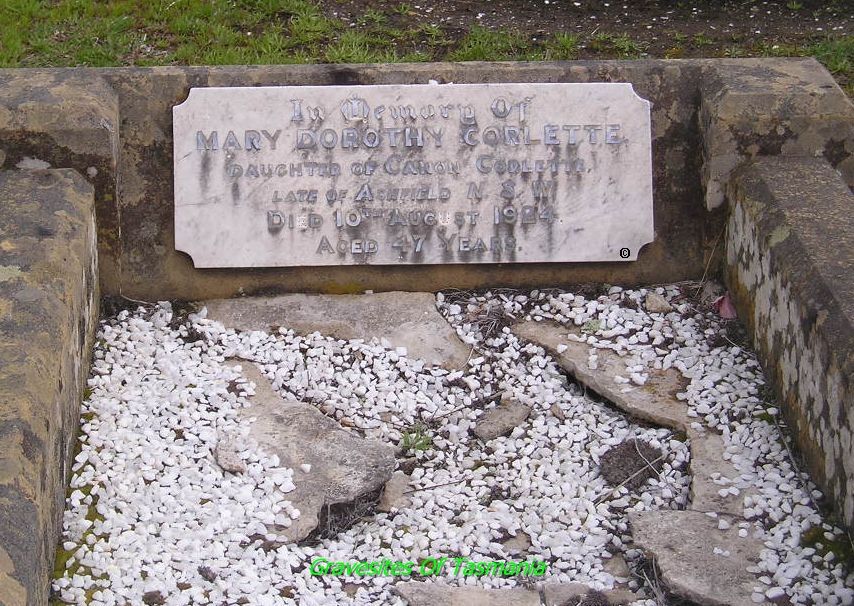 In Memory Of
MARY DOROTHY CORLETTE
DAUGHTER OF CANON CORLETTE,
LATE OF ASHFIELD N.S.W.
DIED 10TH AUGUST 1924.
AGED 47 YEARS.
©
Gravesites Of Tasmania